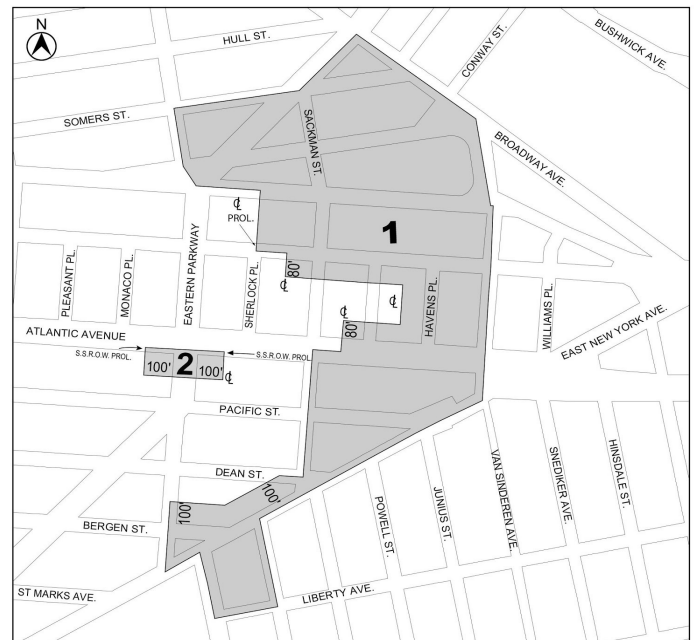 N
HULL ST.
CONWAY ST.
BUSHWICK AVE.
SOMERS ST.
SACKMAN ST.
BROADWAY AVE.
℄
PROL.
1
PLEASANT PL.
MONACO PL.
EASTERN PARKWAY
SHERLOCK PL.
80'
℄
℄
℄
80'
HAVENS PL.
WILLIAMS PL.
EAST NEW YORK AVE.
ATLANTIC AVENUE
S.S.R.O.W. PROL.
S.S.R.O.W. PROL.
100'
2
100'
℄
PACIFIC ST.
DEAN ST.
100'
100'
BERGEN ST.
POWELL ST.
JUNIUS ST.
VAN SINDEREN AVE.
SNEDIKER AVE.
HINSDALE ST.
ST MARKS AVE.
LIBERTY AVE.